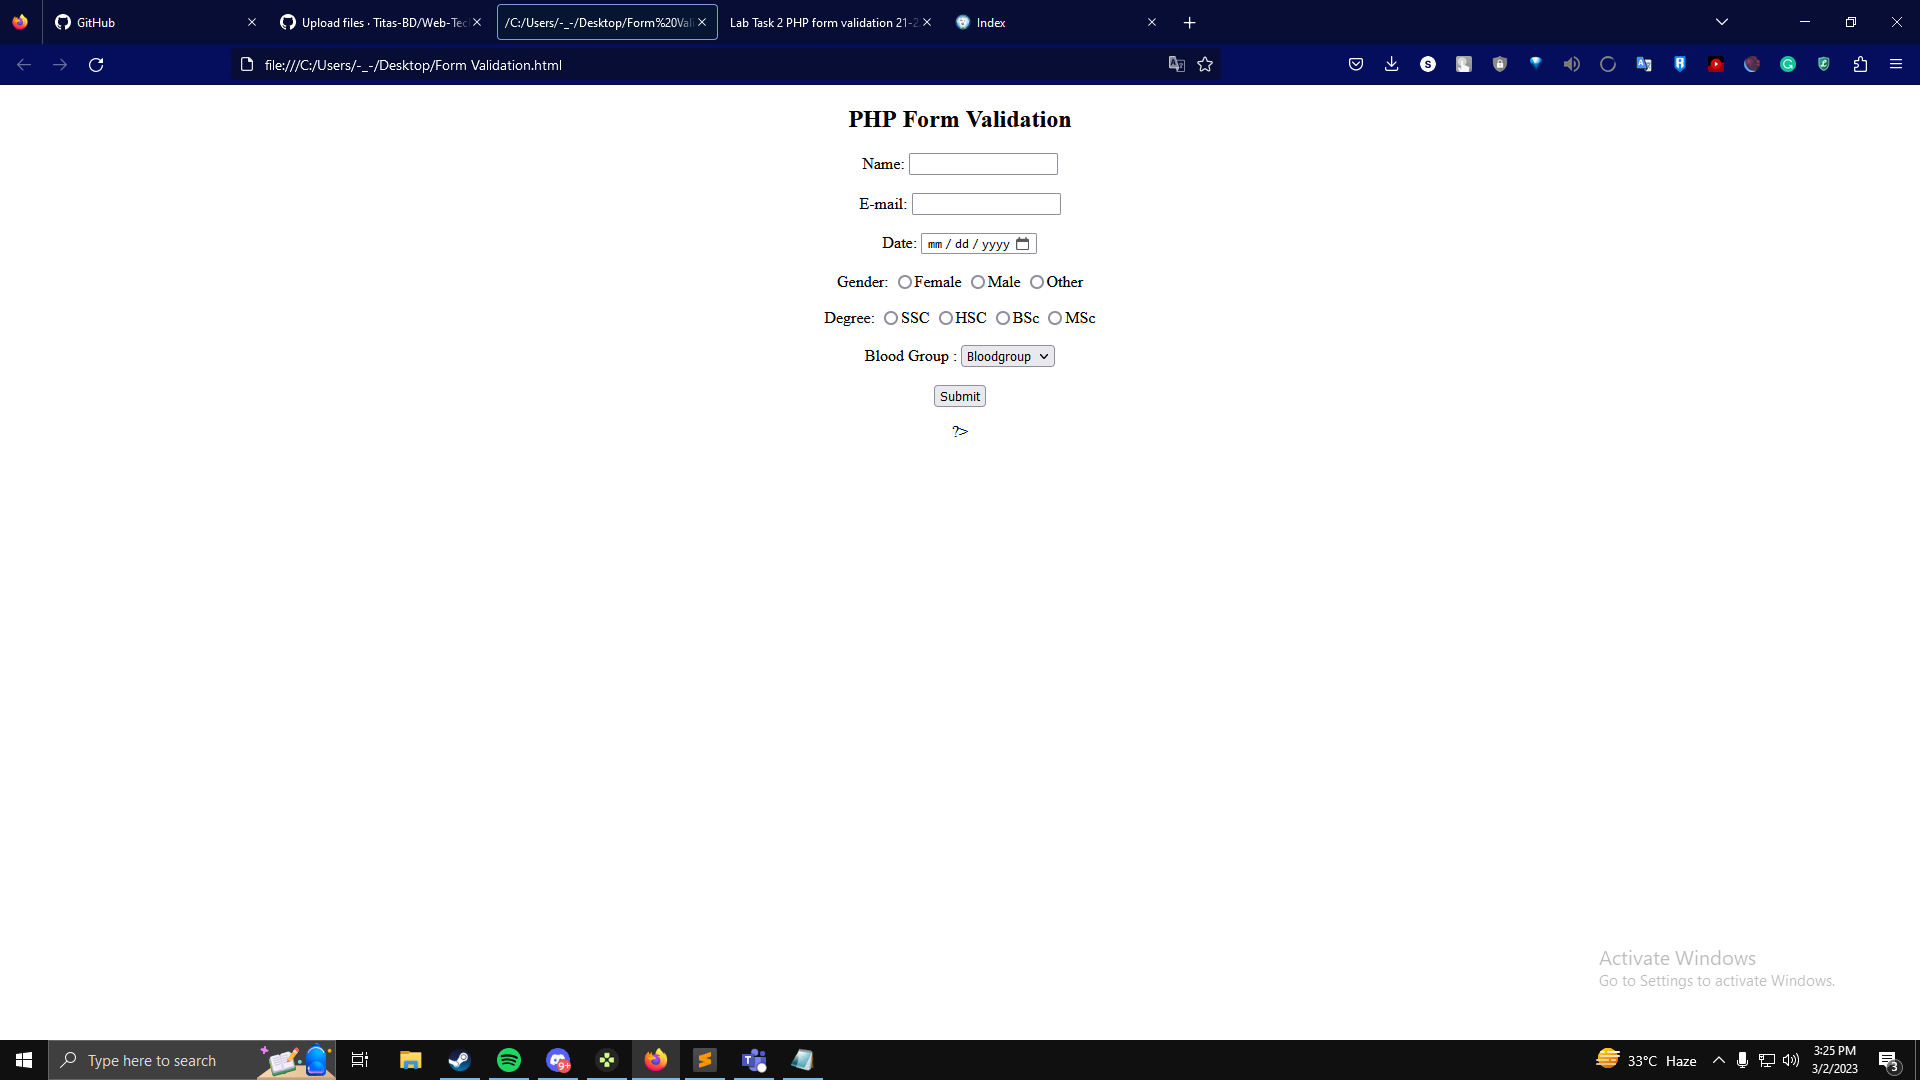 GitHub
Upload files · Titas-BD/Web-Tec
/C:/Users/-_-/Desktop/Form%20Val
Lab Task 2 PHP form validation 21-2
Index
file:///C:/Users/-_-/Desktop/Form Validation.html
PHP Form Validation
Name:
E-mail:
Date: mm / dd / yyyy
Gender: Female Male Other
Degree: SSC HSC BSc MSc
Blood Group : Bloodgroup
Submit
?>
Activate Windows
Go to Settings to activate Windows.
Type here to search
9+
33°C Haze
3:25 PM
3/2/2023
3